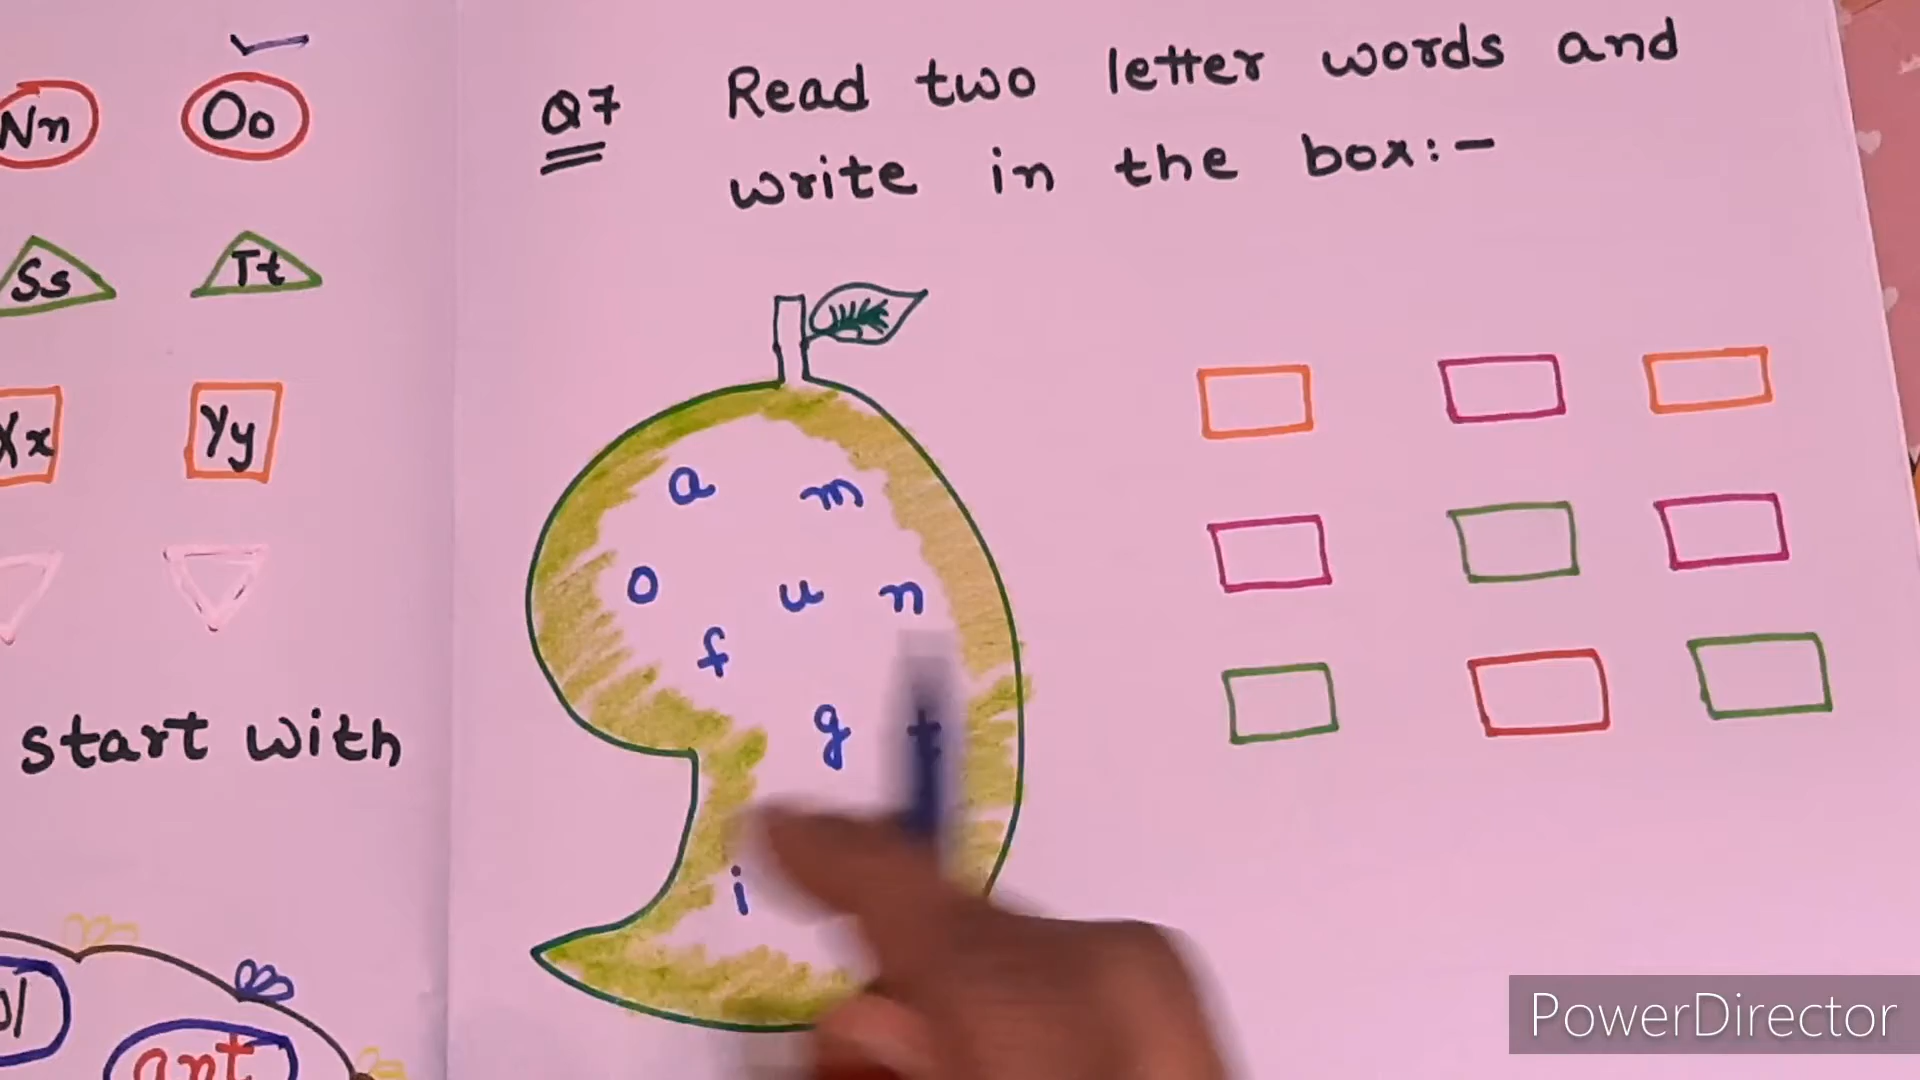 Nn Oo
Ss Tt
Xx Yy
start with
ant
Q7 Read two letter words and
write in the box:-
a m
o u n
f
g t
i
PowerDirector